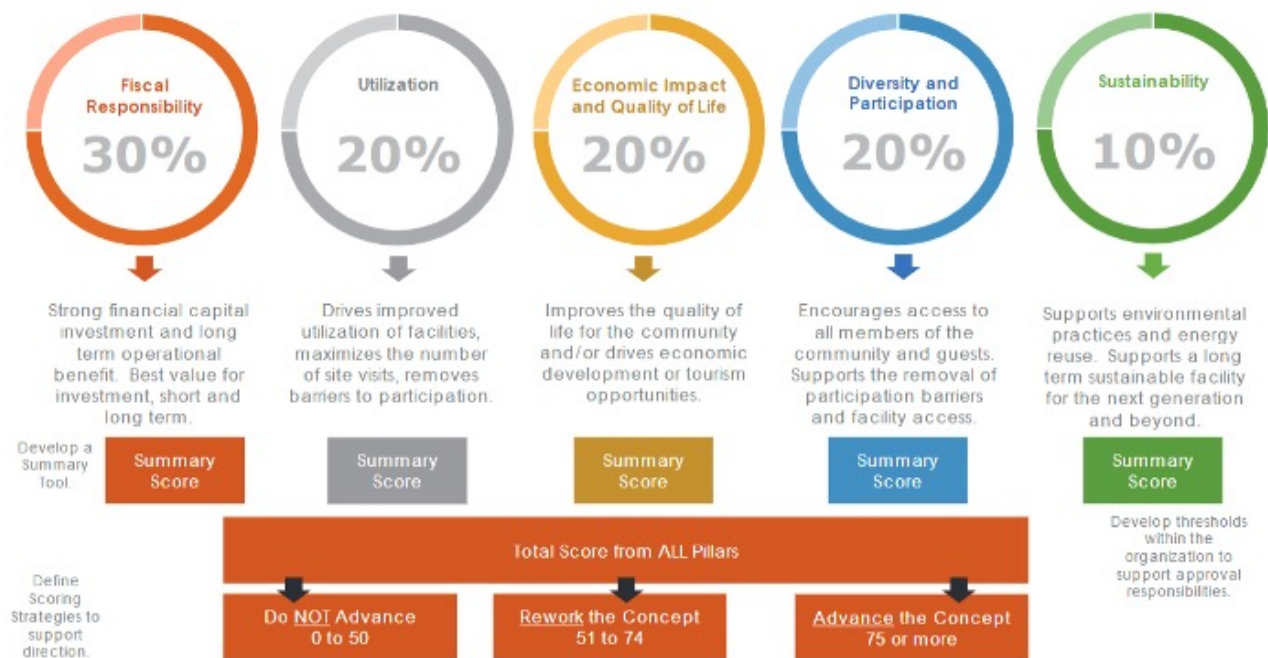 Fiscal
Responsibility
30%
Utilization
20%
Economic Impact
and Quality of Life
20%
Diversity and
Participation
20%
Sustainability
10%
Strong financial capital
investment and long
term operational
benefit. Best value for
investment, short and
long term.
Drives improved
utilization of facilities,
maximizes the number
of site visits, removes
barriers to participation.
Improves the quality of
life for the community
and/or drives economic
development or tourism
opportunities.
Encourages access to
all members of the
community and guests.
Supports the removal of
participation barriers
and facility access.
Supports environmental
practices and energy
reuse. Supports a long
term sustainable facility
for the next generation
and beyond.
Develop a
Summary
Tool.
Summary
Score
Summary
Score
Summary
Score
Summary
Score
Summary
Score
Total Score from ALL Pillars
Develop thresholds
within the
organization to
support approval
responsibilities.
Define
Scoring
Strategies to
support
direction.
Do NOT Advance
0 to 50
Rework the Concept
51 to 74
Advance the Concept
75 or more